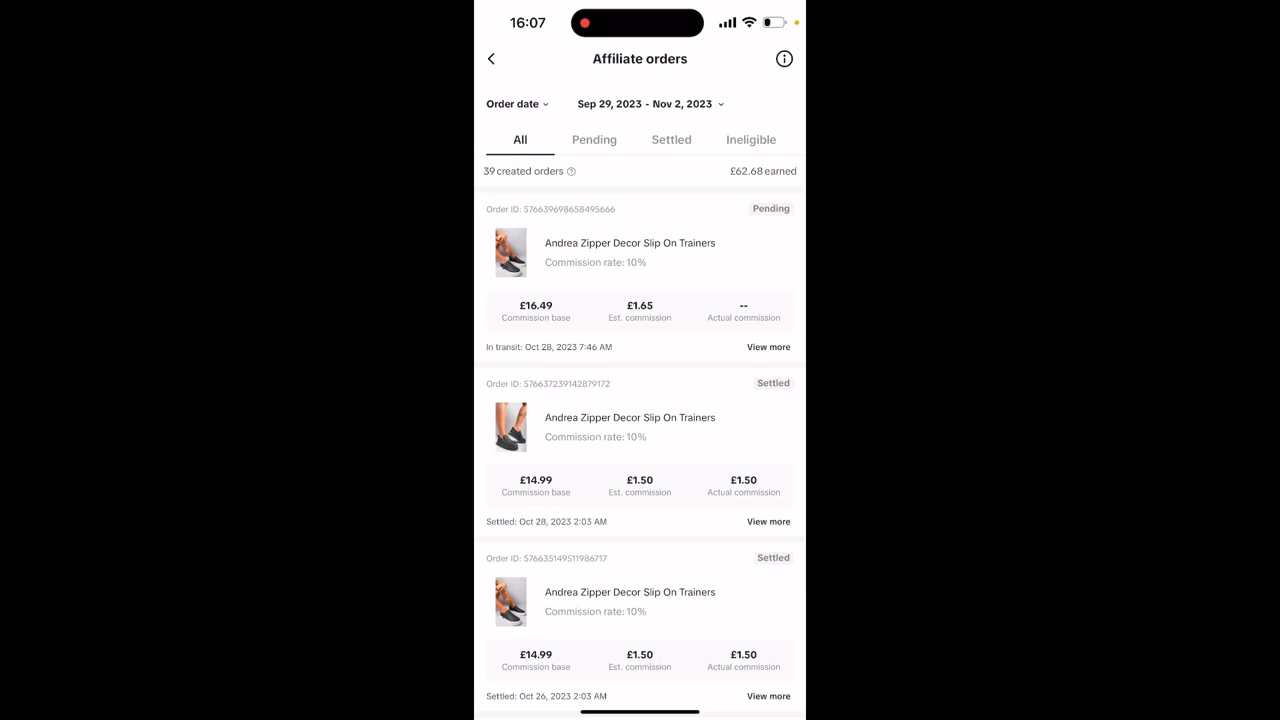 16:07
Affiliate orders
Order date
Sep 29, 2023 - Nov 2, 2023
All Pending Settled Ineligible
39 created orders £62.68 earned
Order ID: 576639698658495666 Pending
Andrea Zipper Decor Slip On Trainers
Commission rate: 10%
£16.49 £1.65 --
Commission base Est. commission Actual commission
In transit: Oct 28, 2023 7:46 AM View more
Order ID: 576637239142879172 Settled
Andrea Zipper Decor Slip On Trainers
Commission rate: 10%
£14.99 £1.50 £1.50
Commission base Est. commission Actual commission
Settled: Oct 28, 2023 2:03 AM View more
Order ID: 576635149511986717 Settled
Andrea Zipper Decor Slip On Trainers
Commission rate: 10%
£14.99 £1.50 £1.50
Commission base Est. commission Actual commission
Settled: Oct 26, 2023 2:03 AM View more